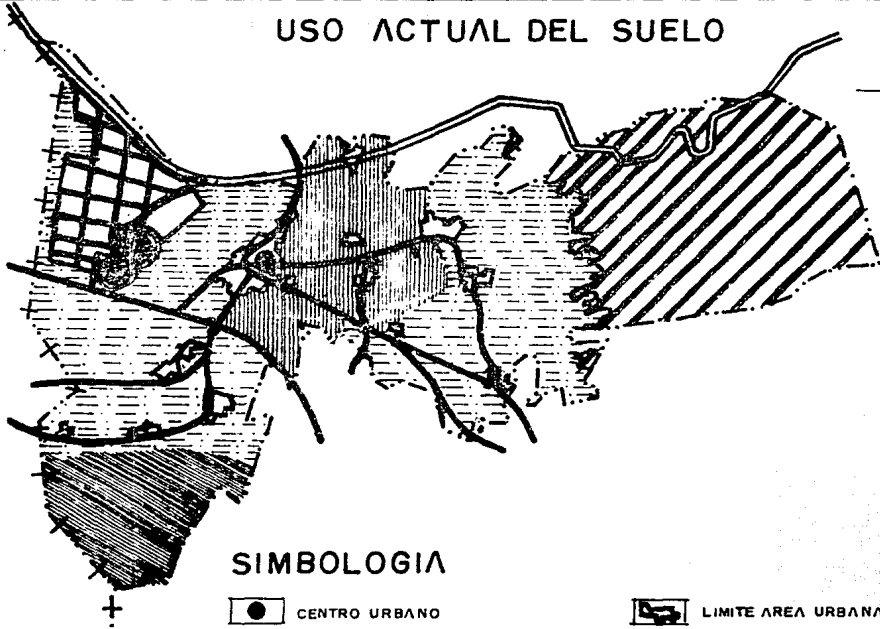 USO ACTUAL DEL SUELO
SIMBOLOGIA
CENTRO URBANO
LIMITE AREA URBANA